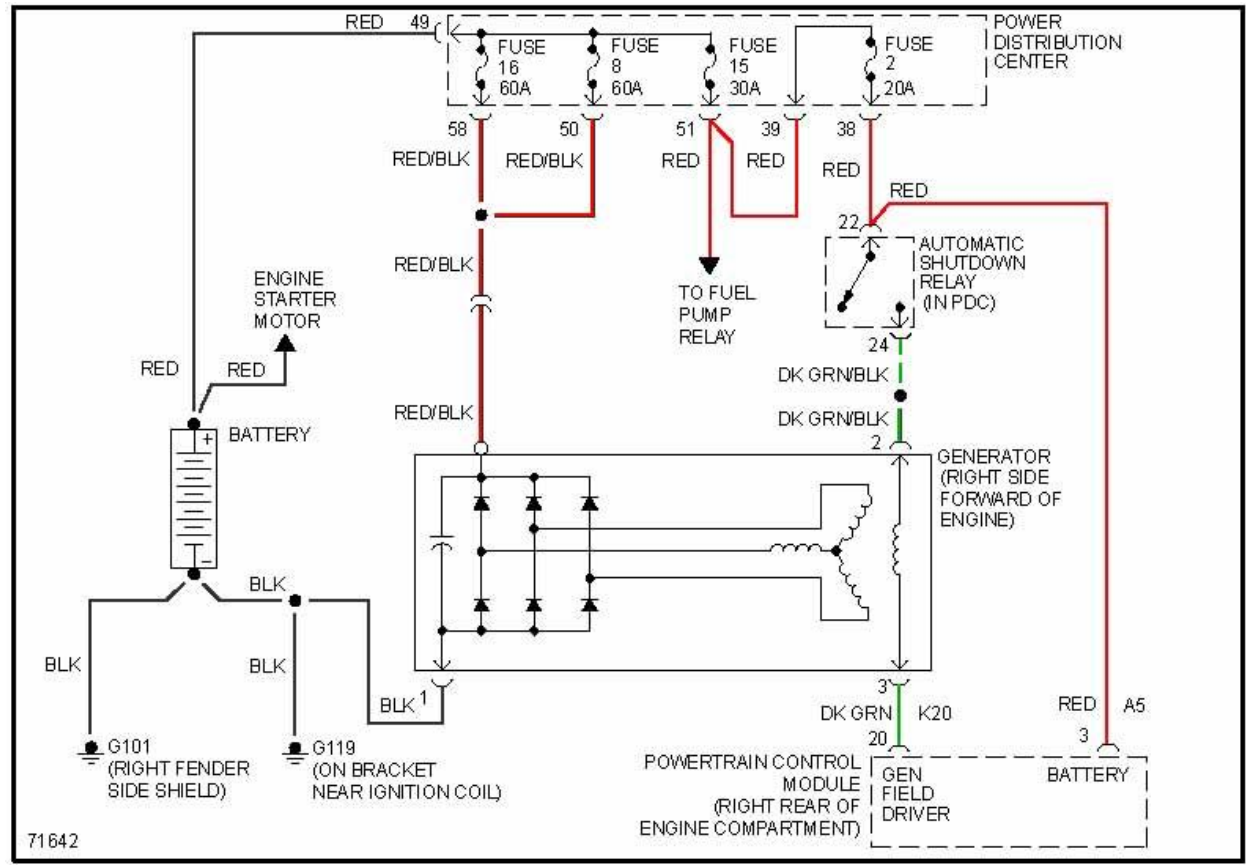 RED
49
POWER
DISTRIBUTION
CENTER
FUSE
16
60A
FUSE
8
60A
FUSE
15
30A
FUSE
2
20A
58
50
51
39
38
RED/BLK
RED/BLK
RED
RED
RED
RED
22
RED/BLK
AUTOMATIC
SHUTDOWN
RELAY
(IN PDC)
ENGINE
STARTER
MOTOR
TO FUEL
PUMP
RELAY
24
RED
RED
DK GRN/BLK
RED/BLK
DK GRN/BLK
2
BATTERY
+
-
GENERATOR
(RIGHT SIDE
FORWARD OF
ENGINE)
BLK
BLK
BLK
BLK
1
3
DK GRN
K20
20
RED
A5
3
G101
(RIGHT FENDER
SIDE SHIELD)
G119
(ON BRACKET
NEAR IGNITION COIL)
POWERTRAIN CONTROL
MODULE
(RIGHT REAR OF
ENGINE COMPARTMENT)
GEN
FIELD
DRIVER
BATTERY
71642